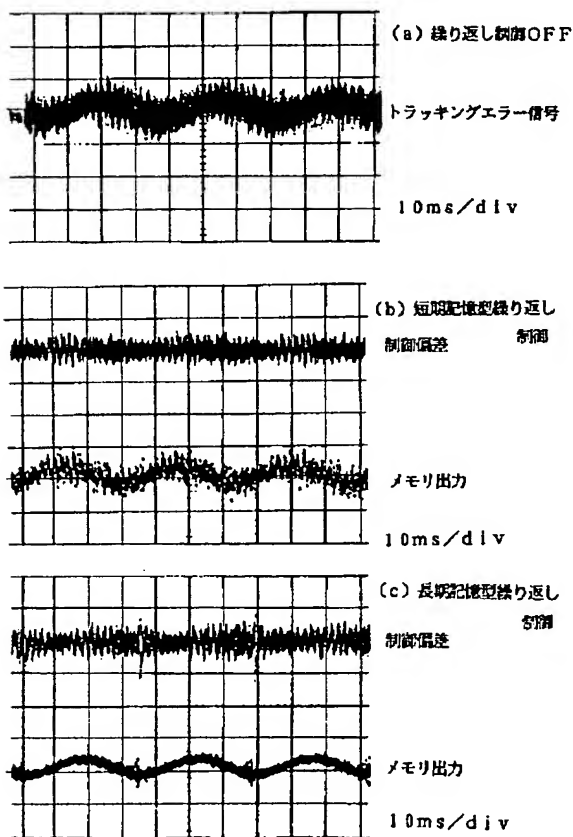 (a) 繰り返し制御OFF
トラッキングエラー信号
10ms/div
(b) 短期記憶型繰り返し
制御
制御偏差
メモリ出力
10ms/div
(c) 長期記憶型繰り返し
制御
制御偏差
メモリ出力
10ms/div